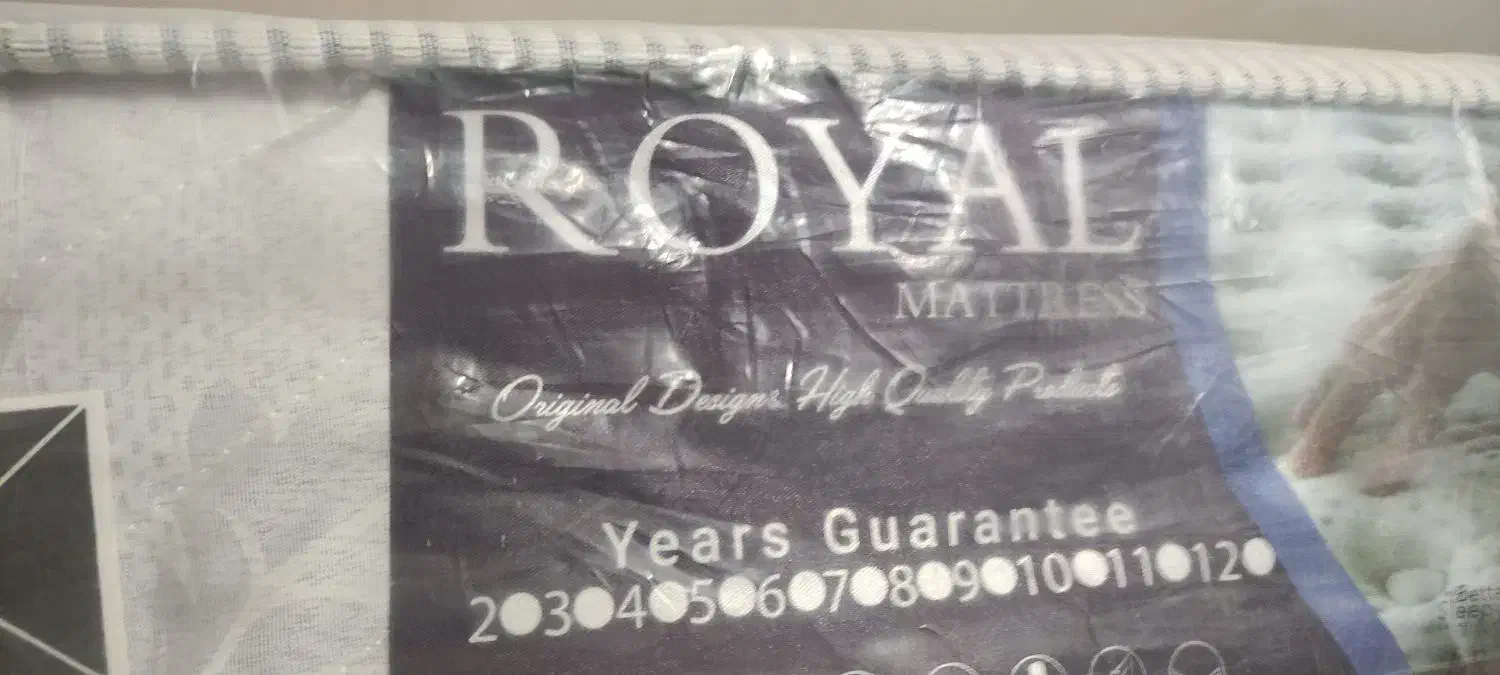 ROYAL
MATTRESS
Original Designs High Quality Products
Years Guarantee
2 3 4 5 6 7 8 9 10 11 12